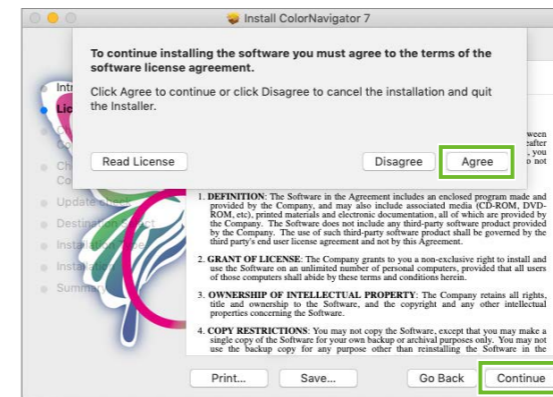 Install ColorNavigator 7
To continue installing the software you must agree to the terms of the
software license agreement.
Click Agree to continue or click Disagree to cancel the installation and quit
the Installer.
Read License
Disagree
Agree
Update check
Summary
1. DEFINITION: The Software in the Agreement includes an enclosed program made and
provided by the Company, and may also include associated media (CD-ROM, DVD-
ROM, etc), printed materials and electronic documentation, all of which are provided by
the Company. The Software does not include any third-party software product provided
by the Company. The use of such third-party software product shall be governed by the
third party's end user license agreement and not by this Agreement.
2. GRANT OF LICENSE: The Company grants to you a non-exclusive right to install and
use the Software on an unlimited number of personal computers, provided that all users
of those computers shall abide by these terms and conditions herein.
3. OWNERSHIP OF INTELLECTUAL PROPERTY: The Company retains all rights,
title and ownership to the Software, and the copyright and any other intellectual
properties concerning the Software.
4. COPY RESTRICTIONS: You may not copy the Software, except that you may make a
single copy of the Software for your own backup or archival purposes only. You may not
use the backup copy for any purpose other than reinstalling the Software in the
Print...
Save...
Go Back
Continue